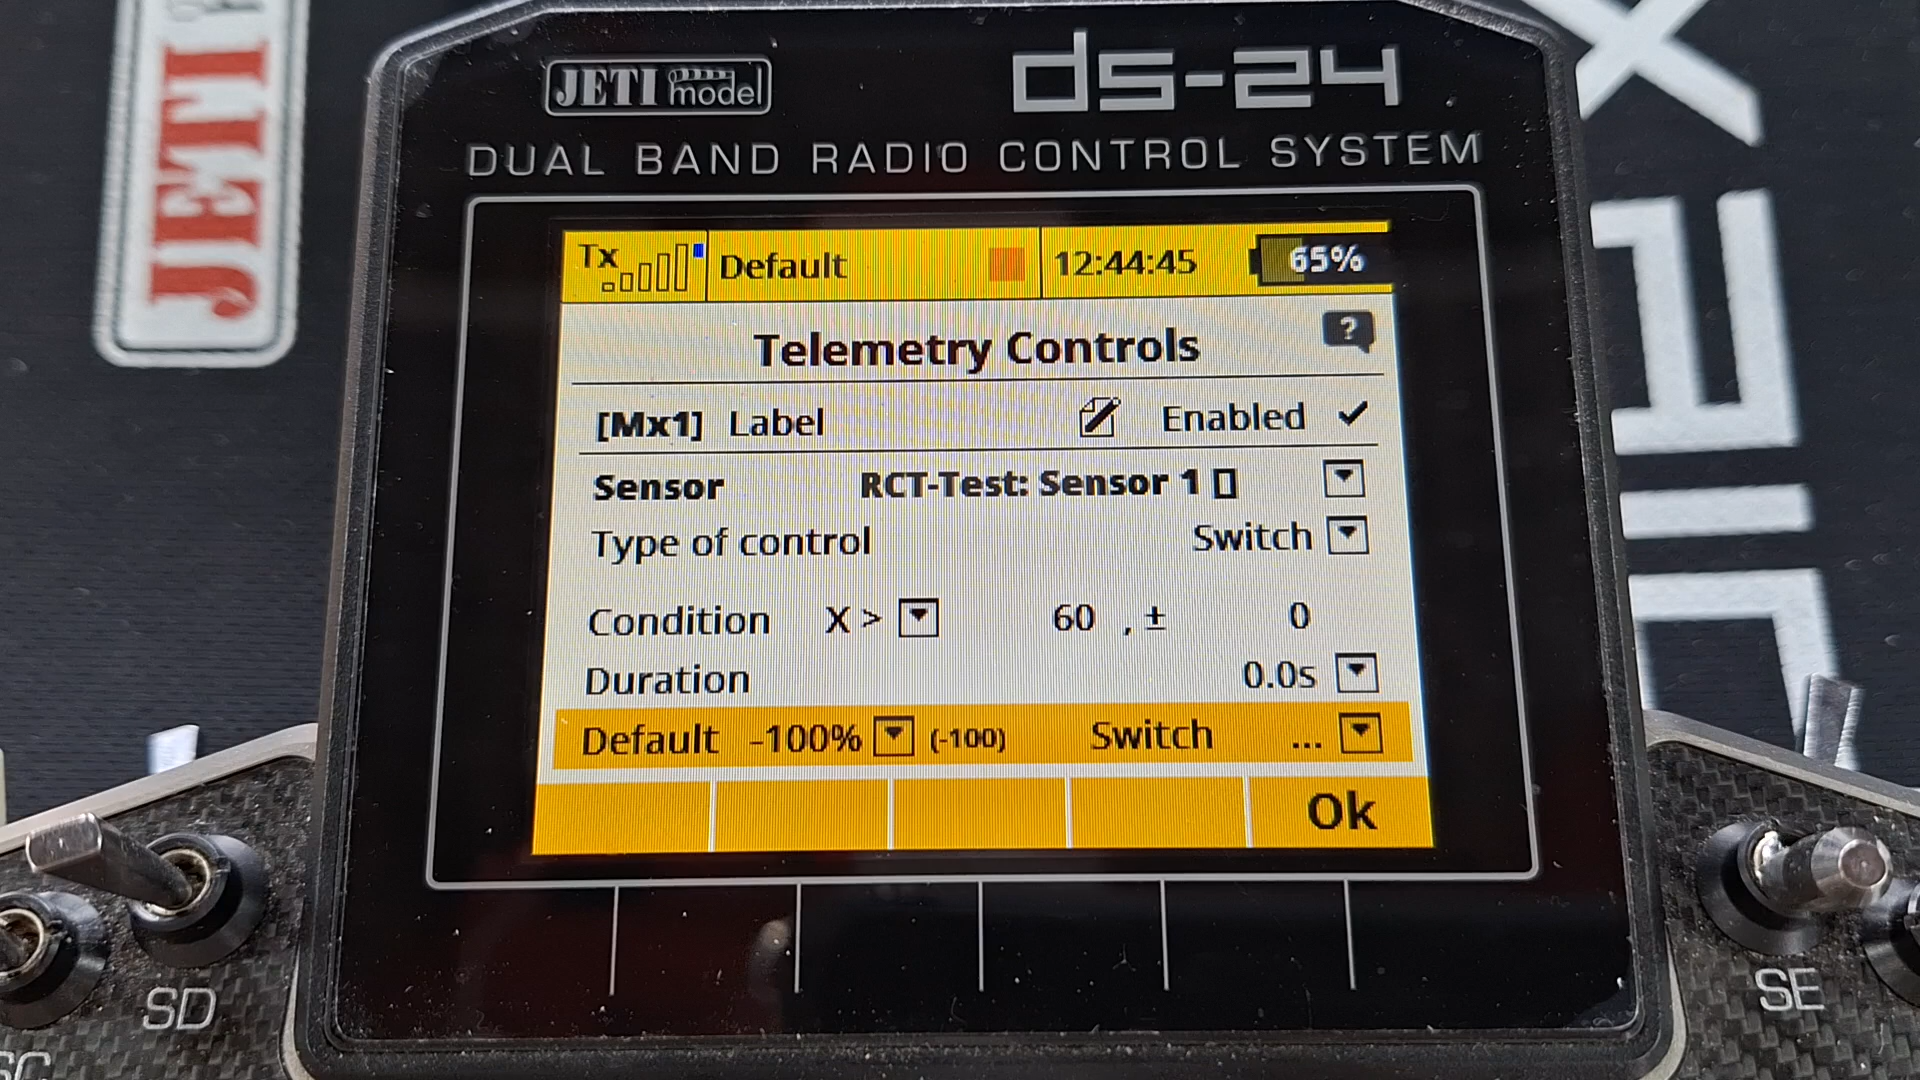 JETI
JETI model
ds-24
DUAL BAND RADIO CONTROL SYSTEM
Tx Default 12:44:45 65%
Telemetry Controls ?
[Mx1] Label Enabled ✓
Sensor RCT-Test: Sensor 1 ▯
Type of control Switch
Condition X > 60 , ± 0
Duration 0.0s
Default -100% (-100) Switch ...
Ok
SD
SE